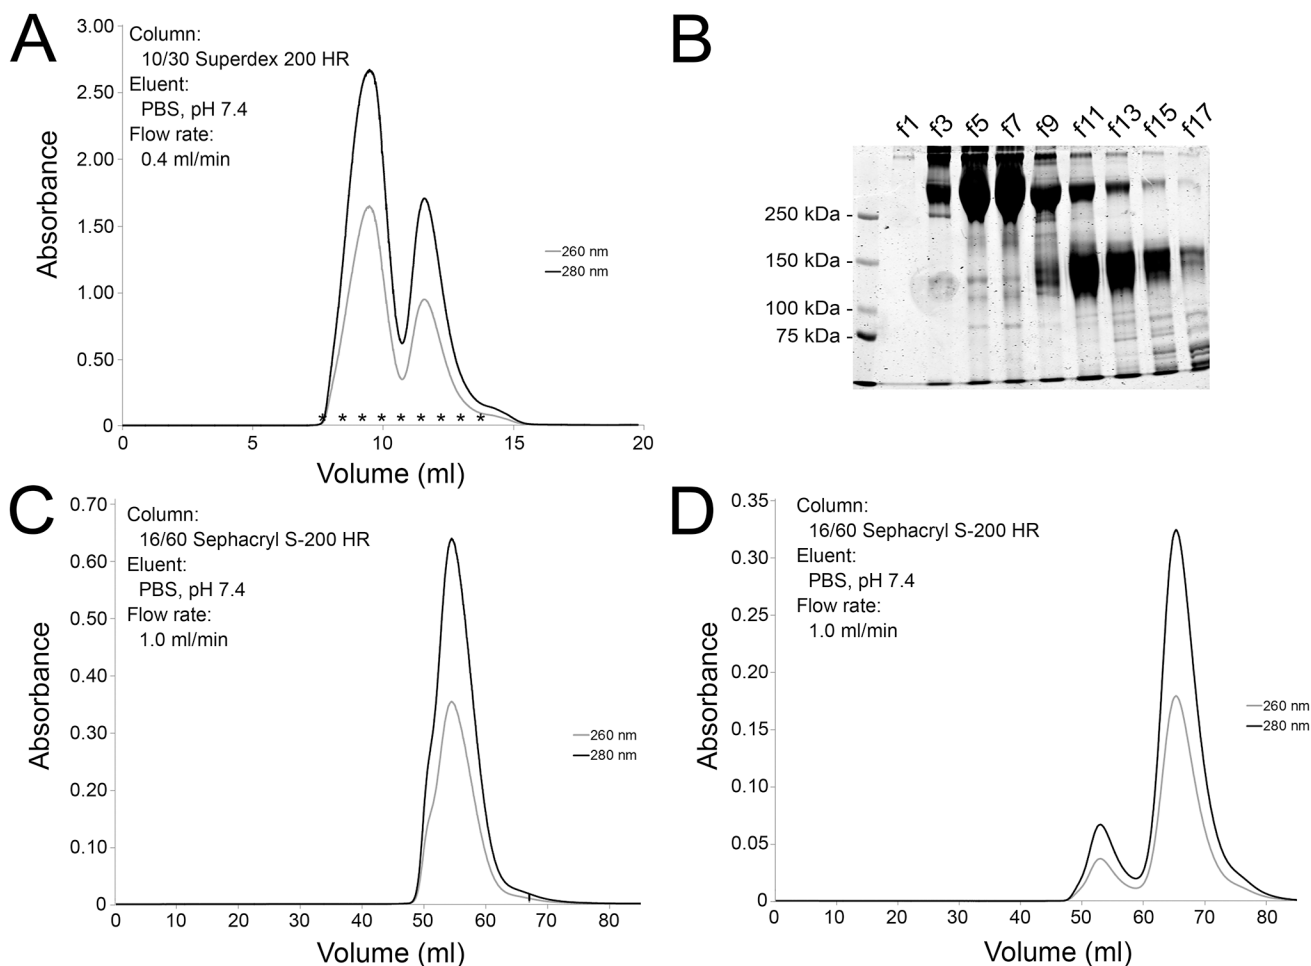 A
3.00
2.50
2.00
1.50
1.00
0.50
0
Absorbance
Column:
10/30 Superdex 200 HR
Eluent:
PBS, pH 7.4
Flow rate:
0.4 ml/min
260 nm
280 nm
* * * * * * * * *
0 5 10 15 20
Volume (ml)
B
f1 f3 f5 f7 f9 f11 f13 f15 f17
250 kDa -
150 kDa -
100 kDa -
75 kDa -
C
0.70
0.60
0.50
0.40
0.30
0.20
0.10
0
Absorbance
Column:
16/60 Sephacryl S-200 HR
Eluent:
PBS, pH 7.4
Flow rate:
1.0 ml/min
260 nm
280 nm
0 10 20 30 40 50 60 70 80
Volume (ml)
D
0.35
0.30
0.25
0.20
0.15
0.10
0.05
0
Absorbance
Column:
16/60 Sephacryl S-200 HR
Eluent:
PBS, pH 7.4
Flow rate:
1.0 ml/min
260 nm
280 nm
0 10 20 30 40 50 60 70 80
Volume (ml)